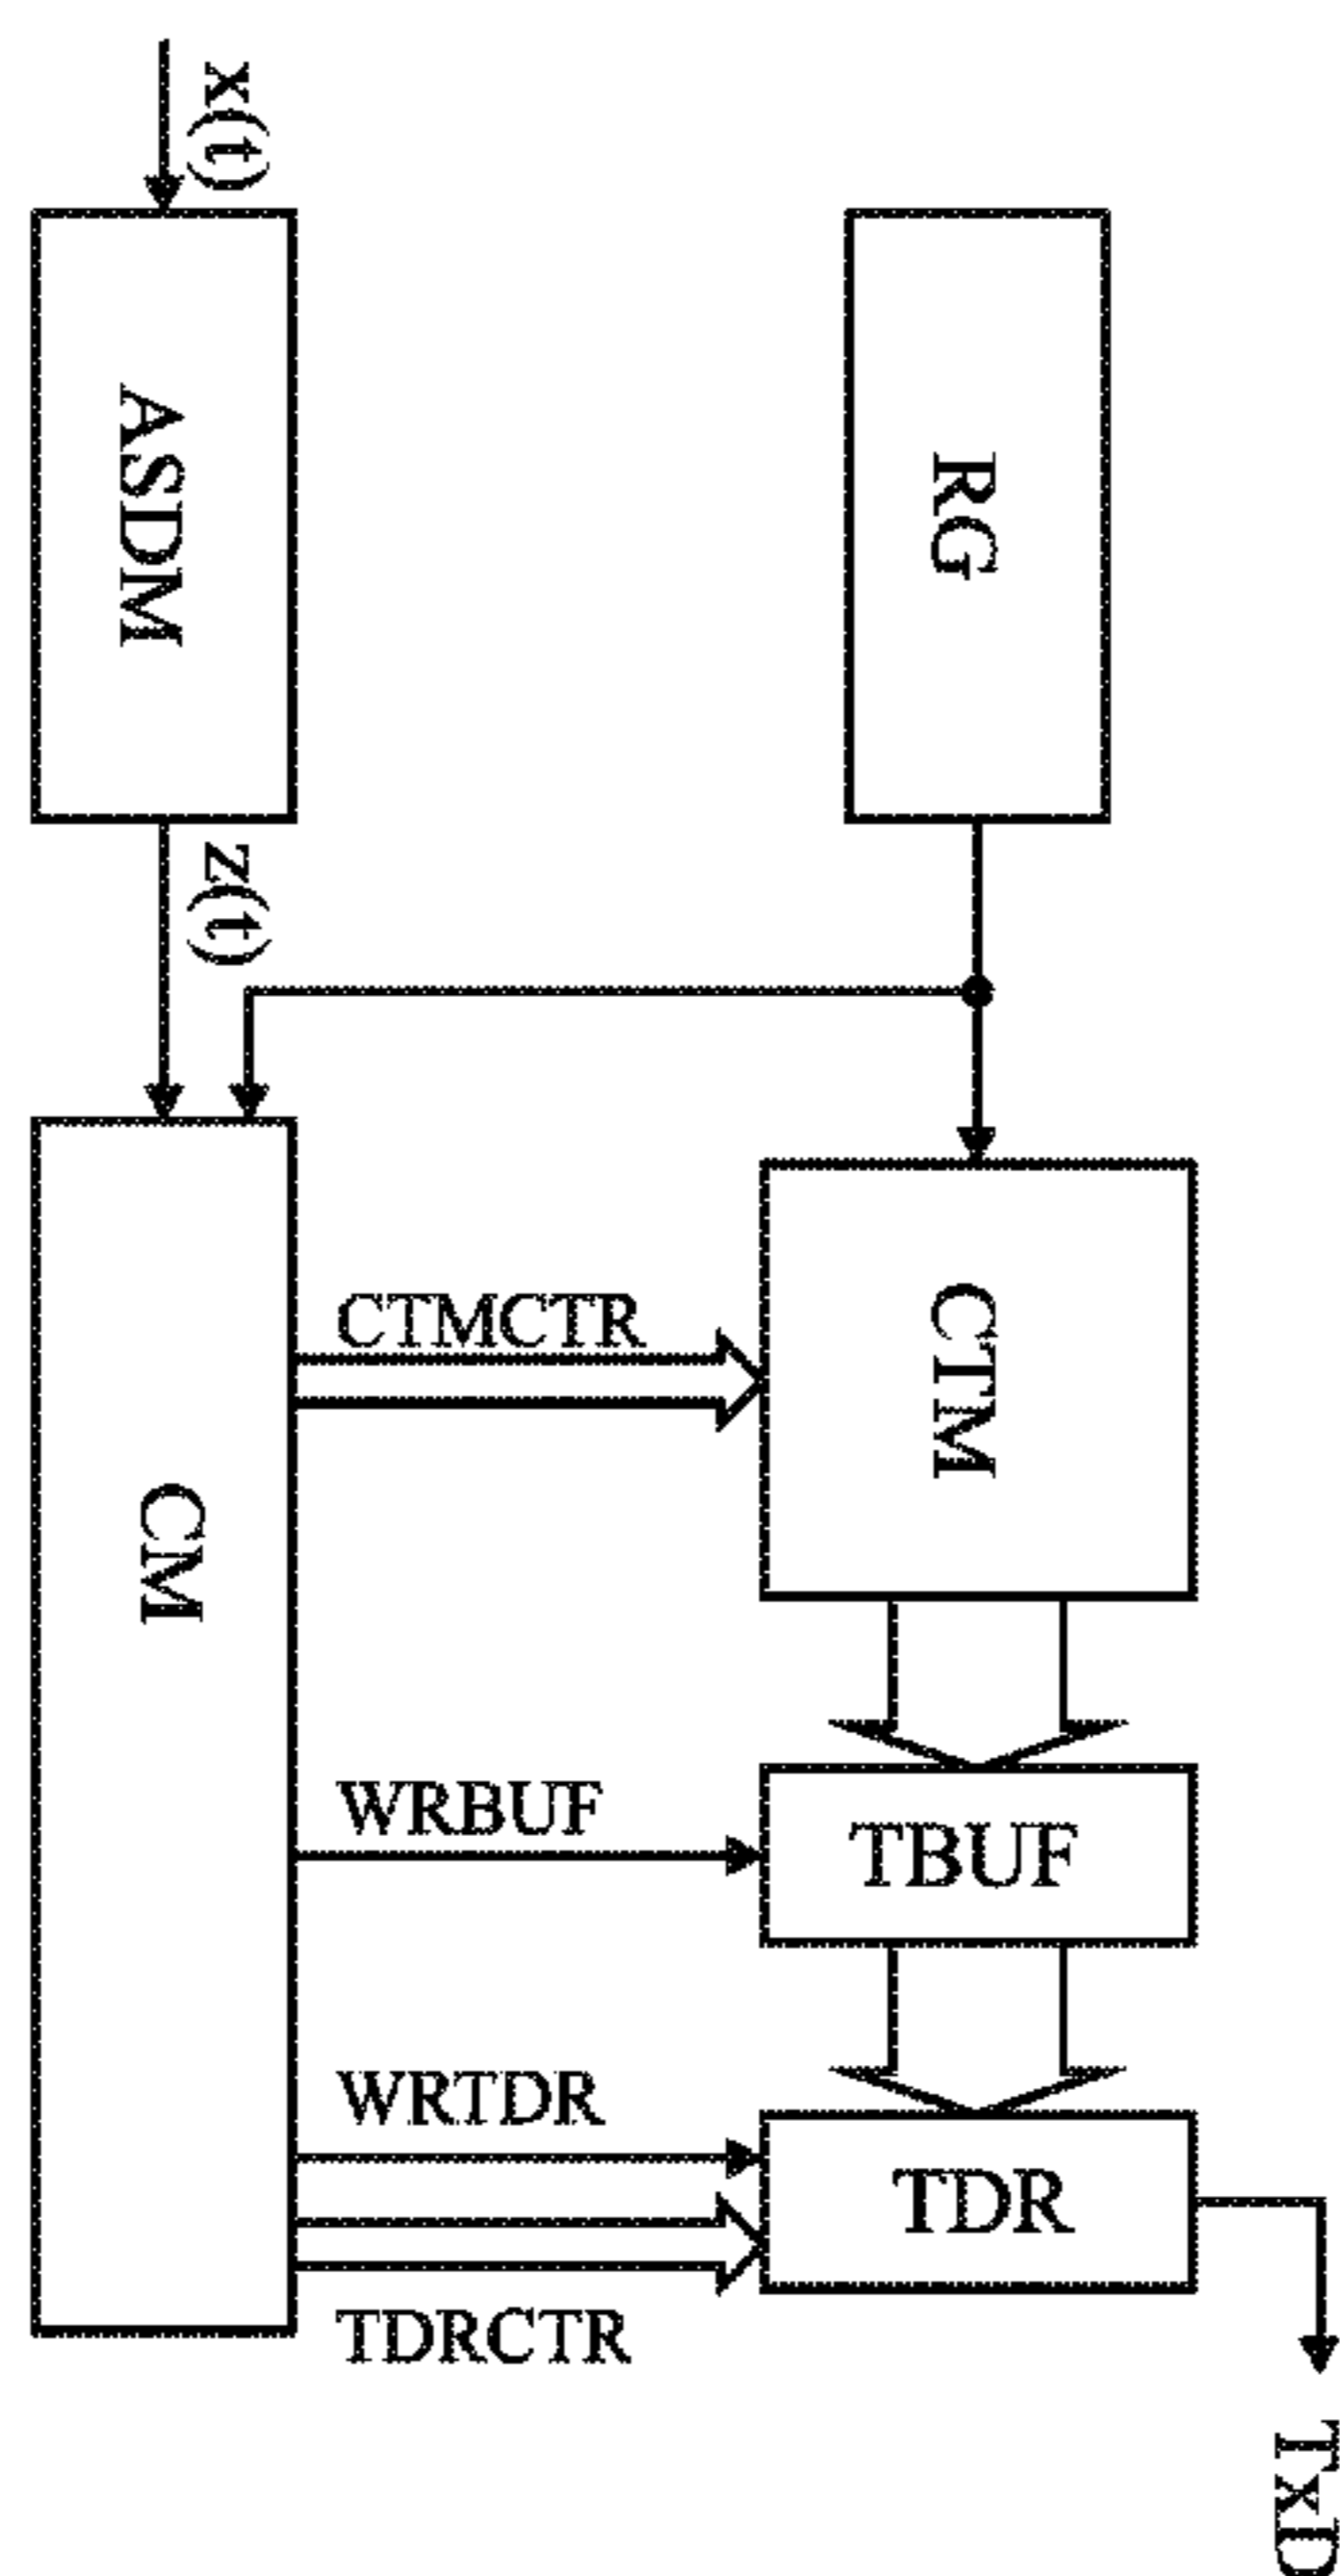 x(t)
ASDM
RG
z(t)
CTM
CTMCTR
CM
WRBUF
TBUF
WRTDR
TDR
TDRCTR
TxD